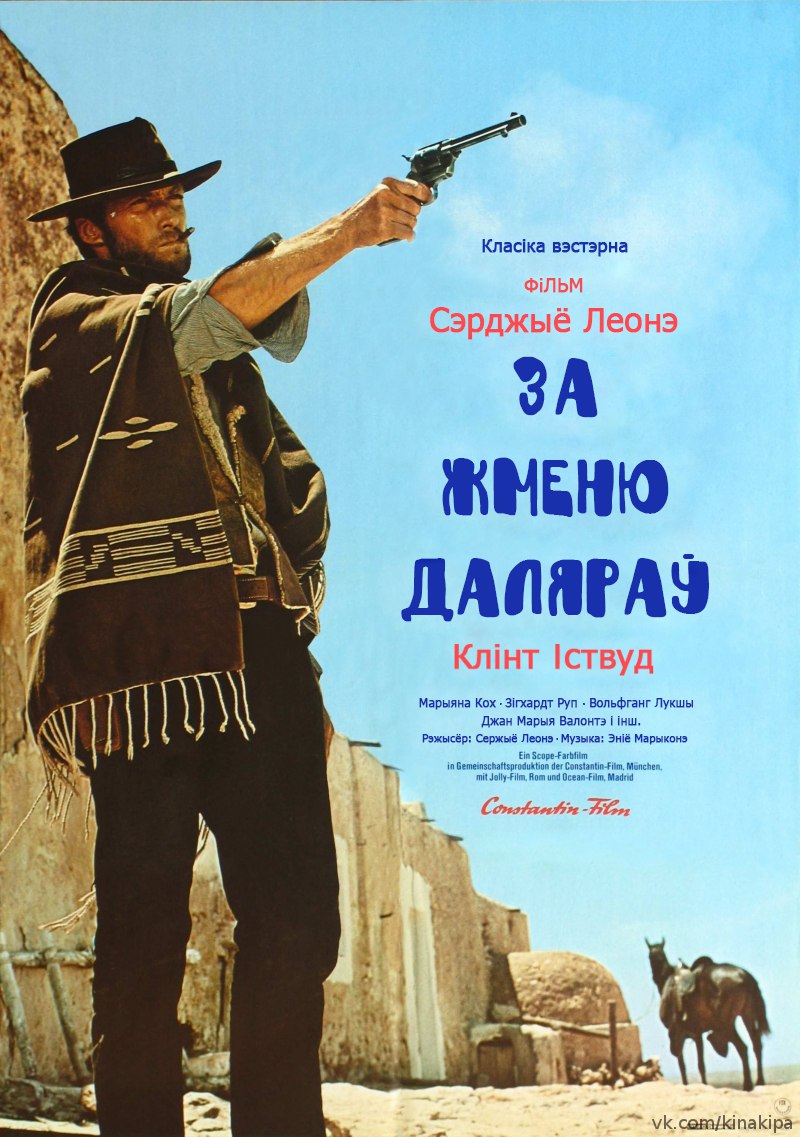 Класіка вэстэрна
ФіЛЬМ
Сэрджыё Леонэ
ЗА
ЖМЕНЮ
ДАЛЯРАЎ
Клінт Іствуд
Марыяна Кох · Зігхардт Руп · Вольфганг Лукшы
Джан Марыя Валонтэ і інш.
Рэжысёр: Сержыё Леонэ · Музыка: Эніё Марыконэ
Ein Scope-Farbfilm
in Gemeinschaftsproduktion der Constantin-Film, München,
mit Jolly-Film, Rom und Ocean-Film, Madrid
Constantin-Film
vk.com/kinakipa